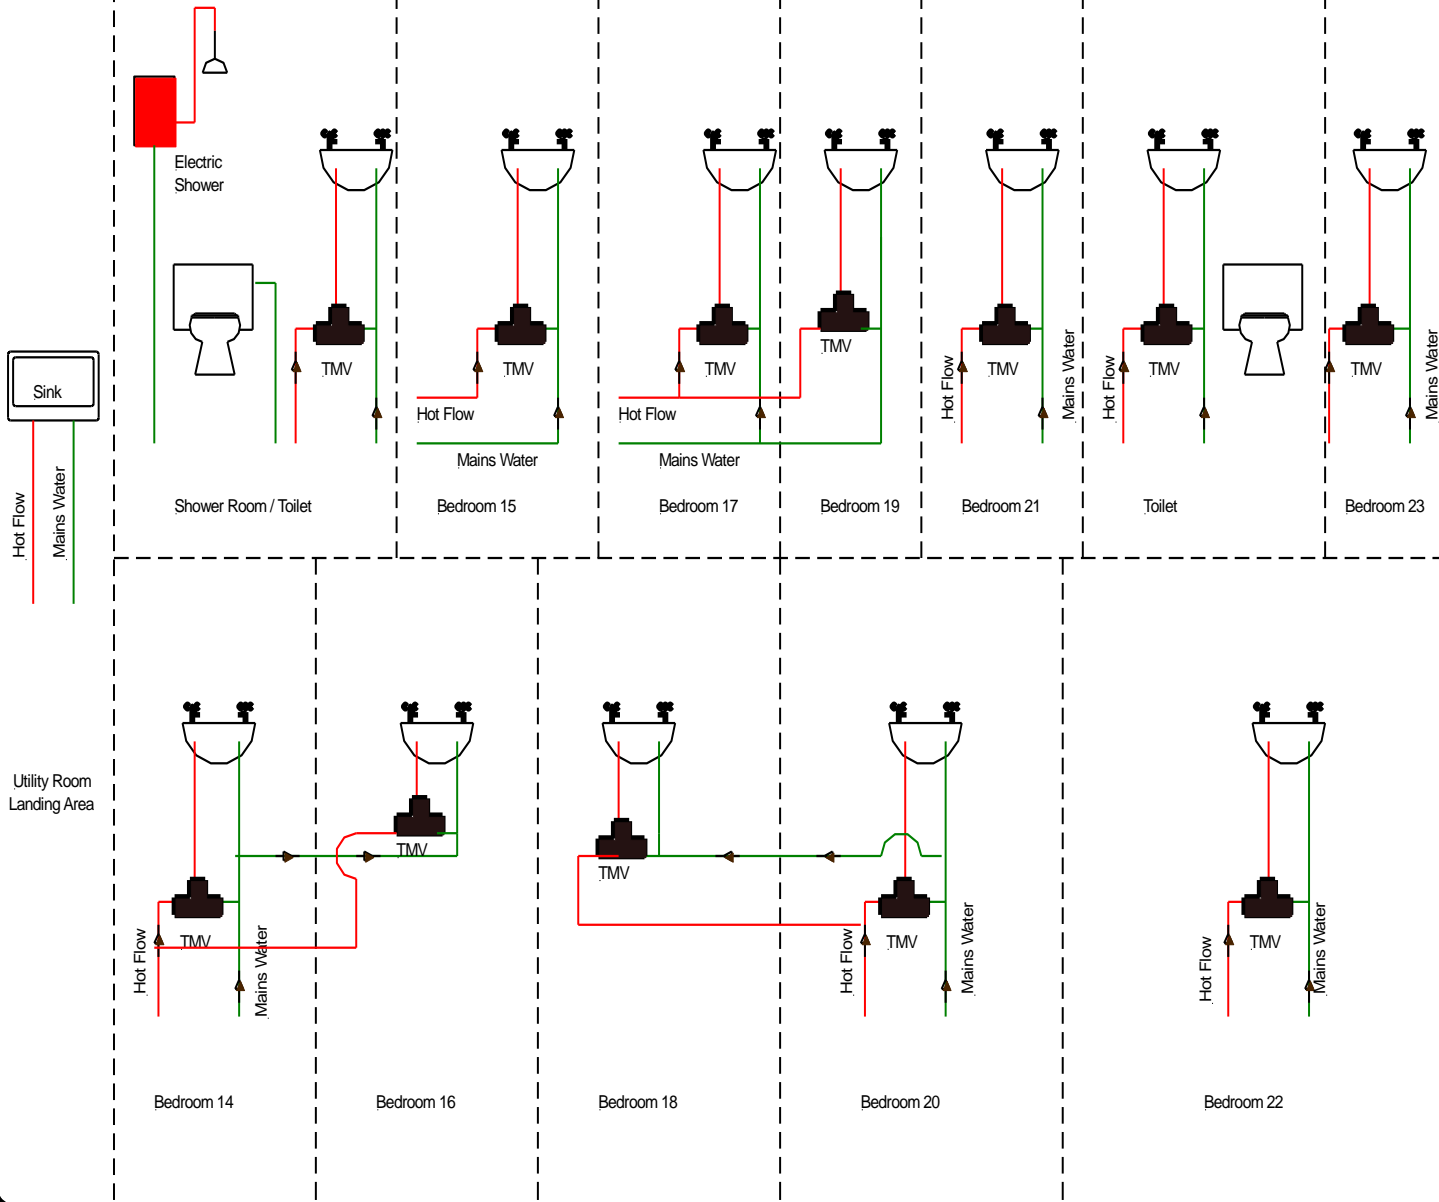 Electric
Shower
Sink
TMV
TMV
TMV
TMV
TMV
TMV
TMV
Hot Flow
Hot Flow
Hot Flow
Hot Flow
Mains Water
Mains Water
Mains Water
Mains Water
Hot Flow
Mains Water
Shower Room / Toilet
Bedroom 15
Bedroom 17
Bedroom 19
Bedroom 21
Toilet
Bedroom 23
Utility Room
Landing Area
TMV
TMV
TMV
TMV
TMV
Hot Flow
Mains Water
Hot Flow
Mains Water
Hot Flow
Mains Water
Bedroom 14
Bedroom 16
Bedroom 18
Bedroom 20
Bedroom 22